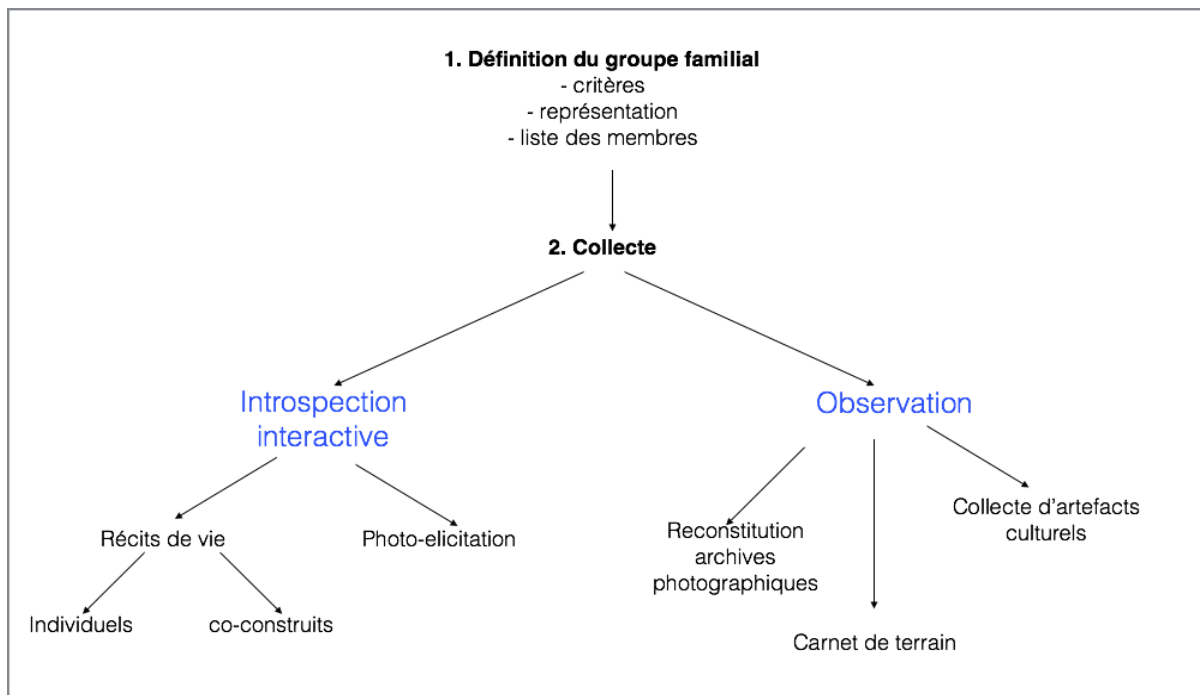 1. Définition du groupe familial
- critères
- représentation
- liste des membres
2. Collecte
Introspection
interactive
Observation
Récits de vie
Photo-elicitation
Individuels
co-construits
Reconstitution
archives
photographiques
Carnet de terrain
Collecte d'artefacts
culturels